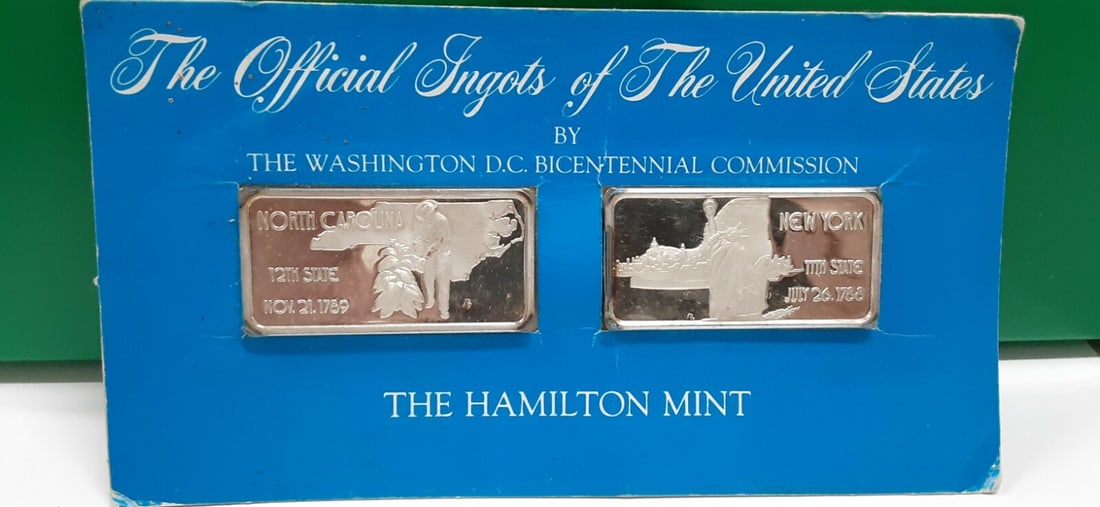 The Official Ingots of The United States
BY
THE WASHINGTON D.C. BICENTENNIAL COMMISSION
NORTH CAROLINA
12TH STATE
NOV. 21, 1789
NEW YORK
11TH STATE
JULY 26, 1788
THE HAMILTON MINT